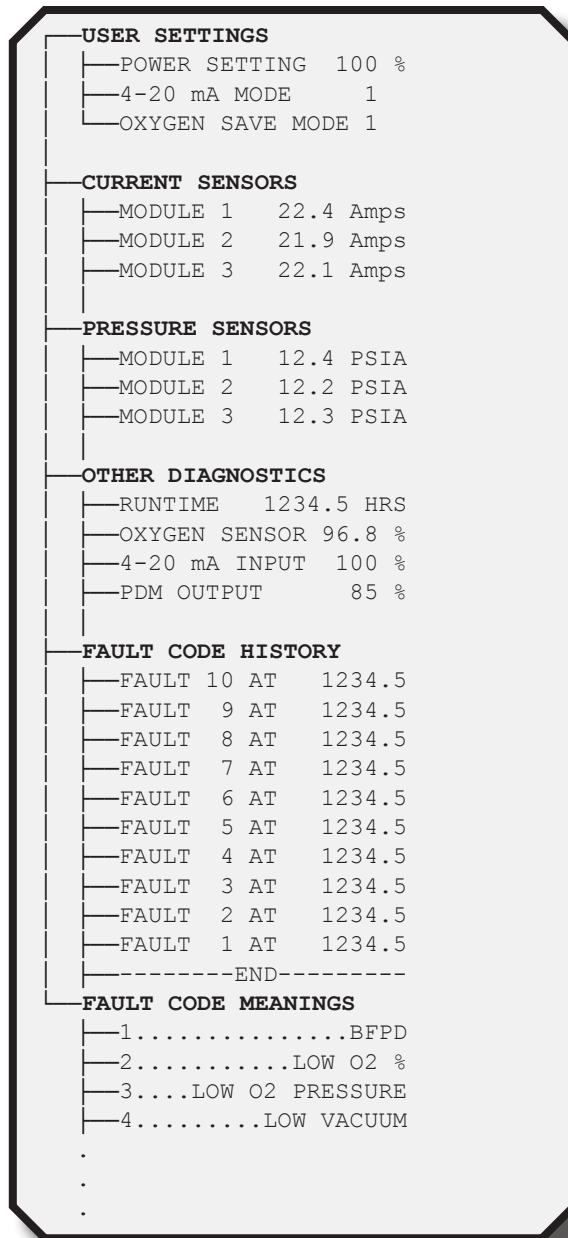 USER SETTINGS
POWER SETTING 100 %
4-20 mA MODE 1
OXYGEN SAVE MODE 1
CURRENT SENSORS
MODULE 1 22.4 Amps
MODULE 2 21.9 Amps
MODULE 3 22.1 Amps
PRESSURE SENSORS
MODULE 1 12.4 PSIA
MODULE 2 12.2 PSIA
MODULE 3 12.3 PSIA
OTHER DIAGNOSTICS
RUNTIME 1234.5 HRS
OXYGEN SENSOR 96.8 %
4-20 mA INPUT 100 %
PDM OUTPUT 85 %
FAULT CODE HISTORY
FAULT 10 AT 1234.5
FAULT 9 AT 1234.5
FAULT 8 AT 1234.5
FAULT 7 AT 1234.5
FAULT 6 AT 1234.5
FAULT 5 AT 1234.5
FAULT 4 AT 1234.5
FAULT 3 AT 1234.5
FAULT 2 AT 1234.5
FAULT 1 AT 1234.5
--------END---------
FAULT CODE MEANINGS
1...............BFPD
2...........LOW O2 %
3....LOW O2 PRESSURE
4.........LOW VACUUM
.
.
.